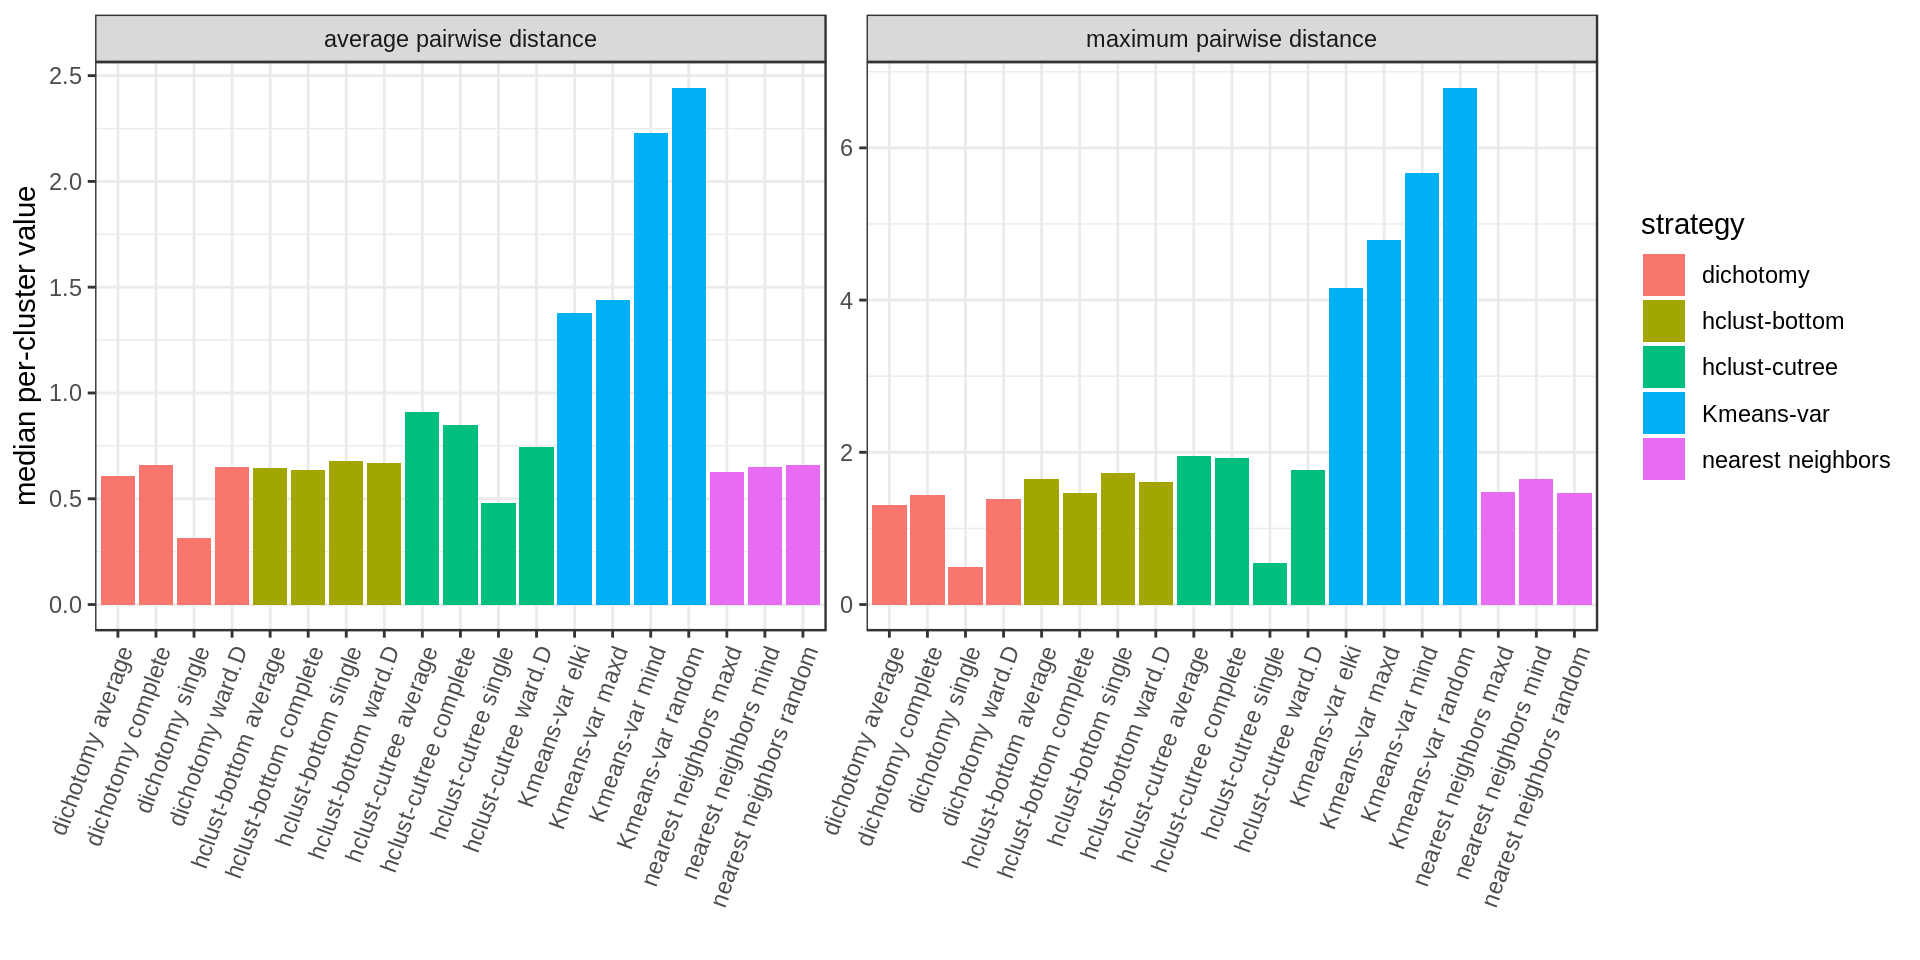 average pairwise distance
maximum pairwise distance
median per-cluster value
2.5
2.0
1.5
1.0
0.5
0.0
dichotomy average
dichotomy complete
dichotomy single
dichotomy ward.D
hclust-bottom average
hclust-bottom complete
hclust-bottom single
hclust-bottom ward.D
hclust-cutree average
hclust-cutree complete
hclust-cutree single
hclust-cutree ward.D
Kmeans-var elki
Kmeans-var maxd
Kmeans-var mind
Kmeans-var random
nearest neighbors maxd
nearest neighbors mind
nearest neighbors random
6
4
2
0
dichotomy average
dichotomy complete
dichotomy single
dichotomy ward.D
hclust-bottom average
hclust-bottom complete
hclust-bottom single
hclust-bottom ward.D
hclust-cutree average
hclust-cutree complete
hclust-cutree single
hclust-cutree ward.D
Kmeans-var elki
Kmeans-var maxd
Kmeans-var mind
Kmeans-var random
nearest neighbors maxd
nearest neighbors mind
nearest neighbors random
strategy
dichotomy
hclust-bottom
hclust-cutree
Kmeans-var
nearest neighbors